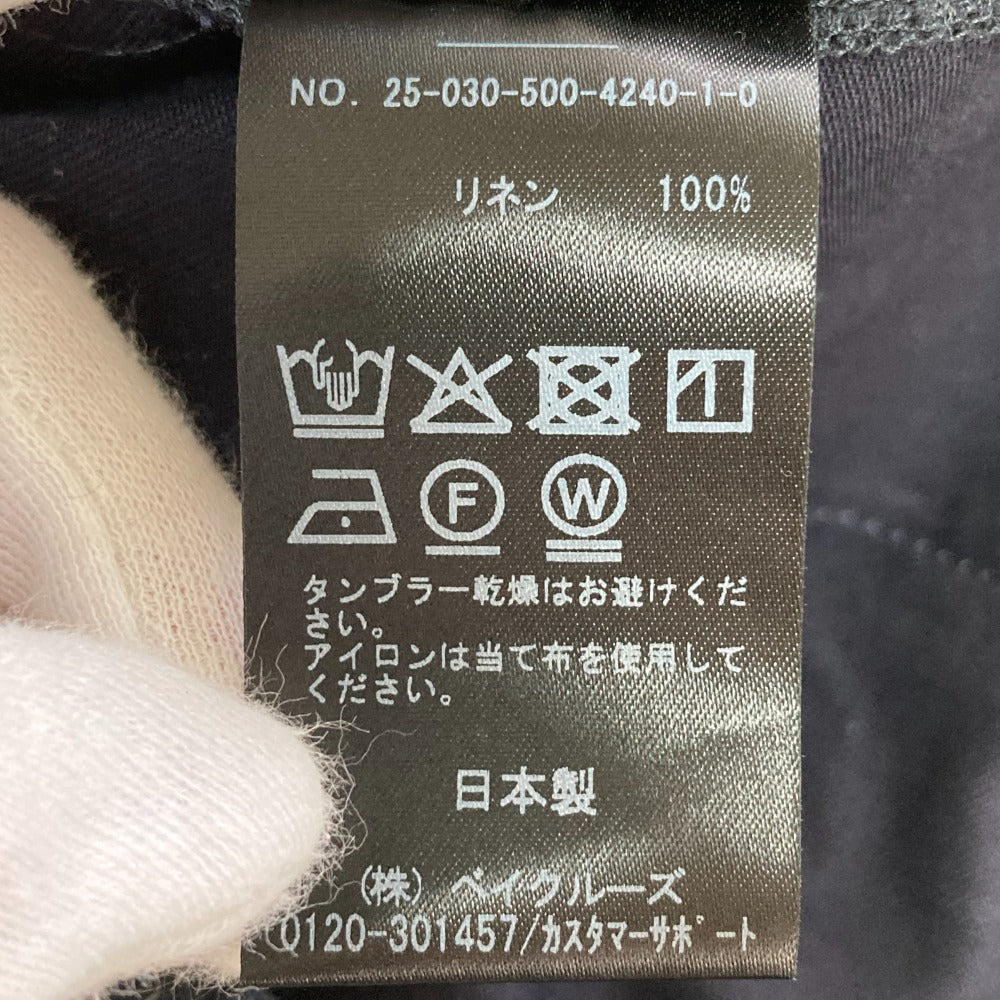 NO. 25-030-500-4240-1-0
リネン 100%
F W
タンブラー乾燥はお避けくだ
さい。
アイロンは当て布を使用して
ください。
日本製
(株) ベイクルーズ
0120-301457/カスタマーサポート